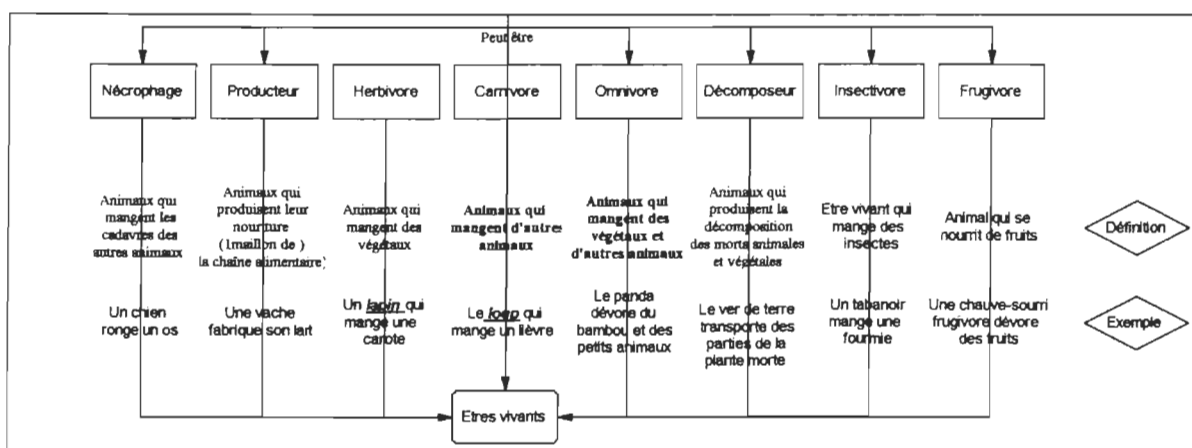 Peut être
Nécrophage
Producteur
Herbivore
Carnivore
Omnivore
Décomposeur
Insectivore
Frugivore
Animaux qui
mangent les
cadavres des
autres animaux
Animaux qui
produisent leur
nourriture
(1maillon de )
la chaîne alimentaire)
Animaux qui
mangent des
végétaux
Animaux qui
mangent d'autres
animaux
Animaux qui
mangent des
végétaux et
d'autres animaux
Animaux qui
produisent la
décomposition
des morts animales
et végétales
Etre vivant qui
mange des
insectes
Animal qui se
nourrit de fruits
Définition
Un chien
ronge un os
Une vache
fabrique son lait
Un lapin qui
mange une
carote
Le loup qui
mange un lièvre
Le panda
dévore du
bambou et des
petits animaux
Le ver de terre
transporte des
parties de la
plante morte
Un tabanoir
mange une
fourmie
Une chauve-sourri
frugivore dévore
des fruits
Exemple
Etres vivants